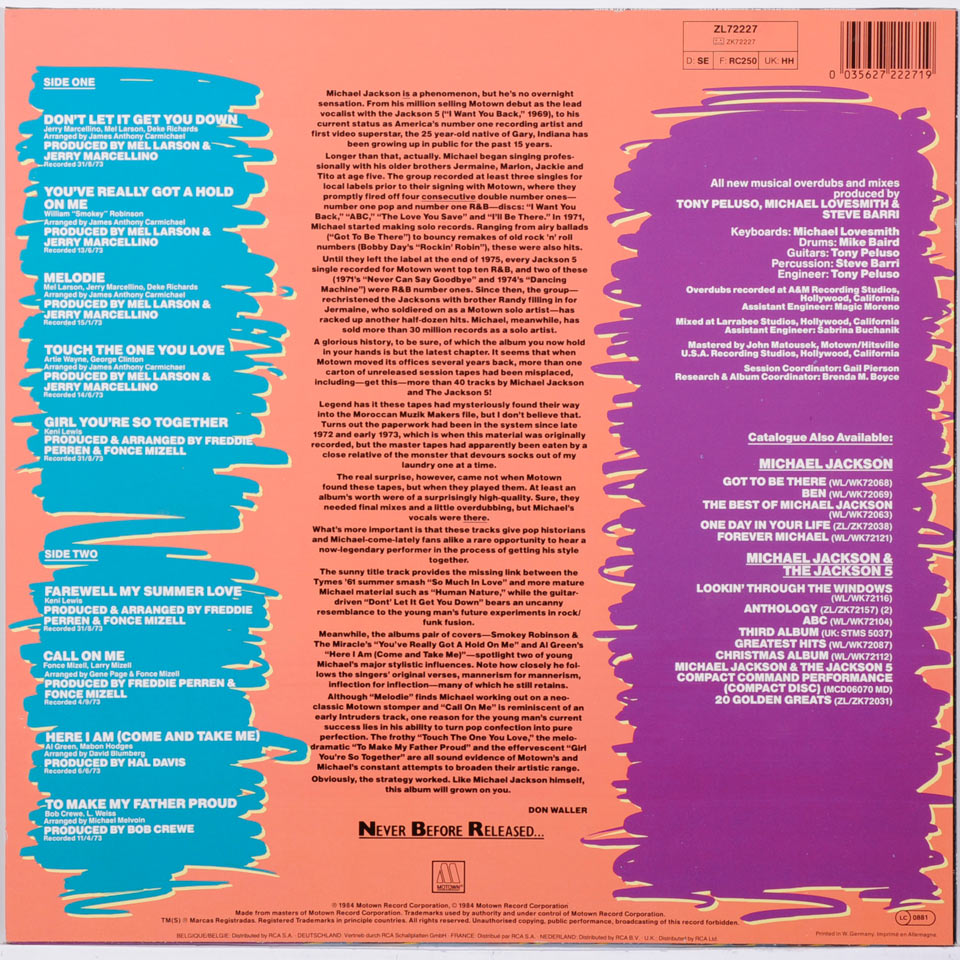 ZL72227
ZK72227
D: SE F: RC250 UK: HH
0 035627 222719
SIDE ONE
DON'T LET IT GET YOU DOWN
Jerry Marcellino, Mel Larson, Deke Richards
Arranged by James Anthony Carmichael
PRODUCED BY MEL LARSON &
JERRY MARCELLINO
Recorded 31/8/73
YOU'VE REALLY GOT A HOLD
ON ME
William "Smokey" Robinson
Arranged by James Anthony Carmichael
PRODUCED BY MEL LARSON &
JERRY MARCELLINO
Recorded 13/6/73
MELODIE
Mel Larson, Jerry Marcellino, Deke Richards
Arranged by James Anthony Carmichael
PRODUCED BY MEL LARSON &
JERRY MARCELLINO
Recorded 15/1/73
TOUCH THE ONE YOU LOVE
Artie Wayne, George Clinton
Arranged by James Anthony Carmichael
PRODUCED BY MEL LARSON &
JERRY MARCELLINO
Recorded 14/8/73
GIRL YOU'RE SO TOGETHER
Keni Lewis
PRODUCED & ARRANGED BY FREDDIE
PERREN & FONCE MIZELL
Recorded 31/8/73
SIDE TWO
FAREWELL MY SUMMER LOVE
Keni Lewis
PRODUCED & ARRANGED BY FREDDIE
PERREN & FONCE MIZELL
Recorded 31/8/73
CALL ON ME
Fonce Mizell, Larry Mizell
Arranged by Gene Page & Fonce Mizell
PRODUCED BY FREDDIE PERREN &
FONCE MIZELL
Recorded 4/9/73
HERE I AM (COME AND TAKE ME)
Al Green, Mabon Hodges
Arranged by David Blumberg
PRODUCED BY HAL DAVIS
Recorded 6/6/73
TO MAKE MY FATHER PROUD
Bob Crewe, L. Weiss
Arranged by Michael Melvoin
PRODUCED BY BOB CREWE
Recorded 11/4/73
Michael Jackson is a phenomenon, but he's no overnight
sensation. From his million selling Motown debut as the lead
vocalist with the Jackson 5 ("I Want You Back," 1969), to his
current status as America's number one recording artist and
first video superstar, the 25 year-old native of Gary, Indiana has
been growing up in public for the past 15 years.
Longer than that, actually. Michael began singing profes-
sionally with his older brothers Jermaine, Marlon, Jackie and
Tito at age five. The group recorded at least three singles for
local labels prior to their signing with Motown, where they
promptly fired off four consecutive double number ones—
number one pop and number one R&B—discs: "I Want You
Back," "ABC," "The Love You Save" and "I'll Be There." In 1971,
Michael started making solo records. Ranging from airy ballads
("Got To Be There") to bouncy remakes of old rock 'n' roll
numbers (Bobby Day's "Rockin' Robin"), these were also hits.
Until they left the label at the end of 1975, every Jackson 5
single recorded for Motown went top ten R&B, and two of these
(1971's "Never Can Say Goodbye" and 1974's "Dancing
Machine") were R&B number ones. Since then, the group—
rechristened the Jacksons with brother Randy filling in for
Jermaine, who soldiered on as a Motown solo artist—has
racked up another half-dozen hits. Michael, meanwhile, has
sold more than 30 million records as a solo artist.
A glorious history, to be sure, of which the album you now hold
in your hands is but the latest chapter. It seems that when
Motown moved its offices several years back, more than one
carton of unreleased session tapes had been misplaced,
including—get this—more than 40 tracks by Michael Jackson
and The Jackson 5!
Legend has it these tapes had mysteriously found their way
into the Moroccan Muzik Makers file, but I don't believe that.
Turns out the paperwork had been in the system since late
1972 and early 1973, which is when this material was originally
recorded, but the master tapes had apparently been eaten by a
close relative of the monster that devours socks out of my
laundry one at a time.
The real surprise, however, came not when Motown
found these tapes, but when they played them. At least an
album's worth were of a surprisingly high-quality. Sure, they
needed final mixes and a little overdubbing, but Michael's
vocals were there.
What's more important is that these tracks give pop historians
and Michael-come-lately fans alike a rare opportunity to hear a
now-legendary performer in the process of getting his style
together.
The sunny title track provides the missing link between the
Tymes '61 summer smash "So Much In Love" and more mature
Michael material such as "Human Nature," while the guitar-
driven "Dont' Let It Get You Down" bears an uncanny
resemblance to the young man's future experiments in rock/
funk fusion.
Meanwhile, the albums pair of covers—Smokey Robinson &
The Miracle's "You've Really Got A Hold On Me" and Al Green's
"Here I Am (Come and Take Me)"—spotlight two of young
Michael's major stylistic influences. Note how closely he fol-
lows the singers' original verses, mannerism for mannerism,
inflection for inflection—many of which he still retains.
Although "Melodie" finds Michael working out on a neo-
classic Motown stomper and "Call On Me" is reminiscent of an
early Intruders track, one reason for the young man's current
success lies in his ability to turn pop confection into pure
perfection. The frothy "Touch The One You Love," the melo-
dramatic "To Make My Father Proud" and the effervescent "Girl
You're So Together" are all sound evidence of Motown's and
Michael's constant attempts to broaden their artistic range.
Obviously, the strategy worked. Like Michael Jackson himself,
this album will grown on you.
DON WALLER
NEVER BEFORE RELEASED...
MOTOWN
All new musical overdubs and mixes
produced by
TONY PELUSO, MICHAEL LOVESMITH &
STEVE BARRI
Keyboards: Michael Lovesmith
Drums: Mike Baird
Guitars: Tony Peluso
Percussion: Steve Barri
Engineer: Tony Peluso
Overdubs recorded at A&M Recording Studios,
Hollywood, California
Assistant Engineer: Magic Moreno
Mixed at Larrabee Studios, Hollywood, California
Assistant Engineer: Sabrina Buchanik
Mastered by John Matousek, Motown/Hitsville
U.S.A. Recording Studios, Hollywood, California
Session Coordinator: Gail Pierson
Research & Album Coordinator: Brenda M. Boyce
Catalogue Also Available:
MICHAEL JACKSON
GOT TO BE THERE (WL/WK72068)
BEN (WL/WK72069)
THE BEST OF MICHAEL JACKSON
(WL/WK72063)
ONE DAY IN YOUR LIFE (ZL/ZK72038)
FOREVER MICHAEL (WL/WK72121)
MICHAEL JACKSON &
THE JACKSON 5
LOOKIN' THROUGH THE WINDOWS
(WL/WK72116)
ANTHOLOGY (ZL/ZK72157) (2)
ABC (WL/WK72104)
THIRD ALBUM (UK: STMS 5037)
GREATEST HITS (WL/WK72087)
CHRISTMAS ALBUM (WL/WK72112)
MICHAEL JACKSON & THE JACKSON 5
COMPACT COMMAND PERFORMANCE
(COMPACT DISC) (MCD06070 MD)
20 GOLDEN GREATS (ZL/ZK72031)
℗ 1984 Motown Record Corporation, © 1984 Motown Record Corporation
Made from masters of Motown Record Corporation. Trademarks used by authority and under control of Motown Record Corporation.
TM(S) ® Marcas Registradas. Registered Trademarks in principle countries. All rights reserved. Unauthorised copying, public performance, broadcasting of this record forbidden.
BELGIQUE/BELGIE: Distributed by RCA S.A. · DEUTSCHLAND: Vertrieb durch RCA Schallplatten GmbH · FRANCE: Distribué par RCA S.A. · NEDERLAND: Distributed by RCA B.V. · U.K.: Distributed by RCA Ltd.
LC 0881
Printed in W. Germany. Imprimé en Allemagne.